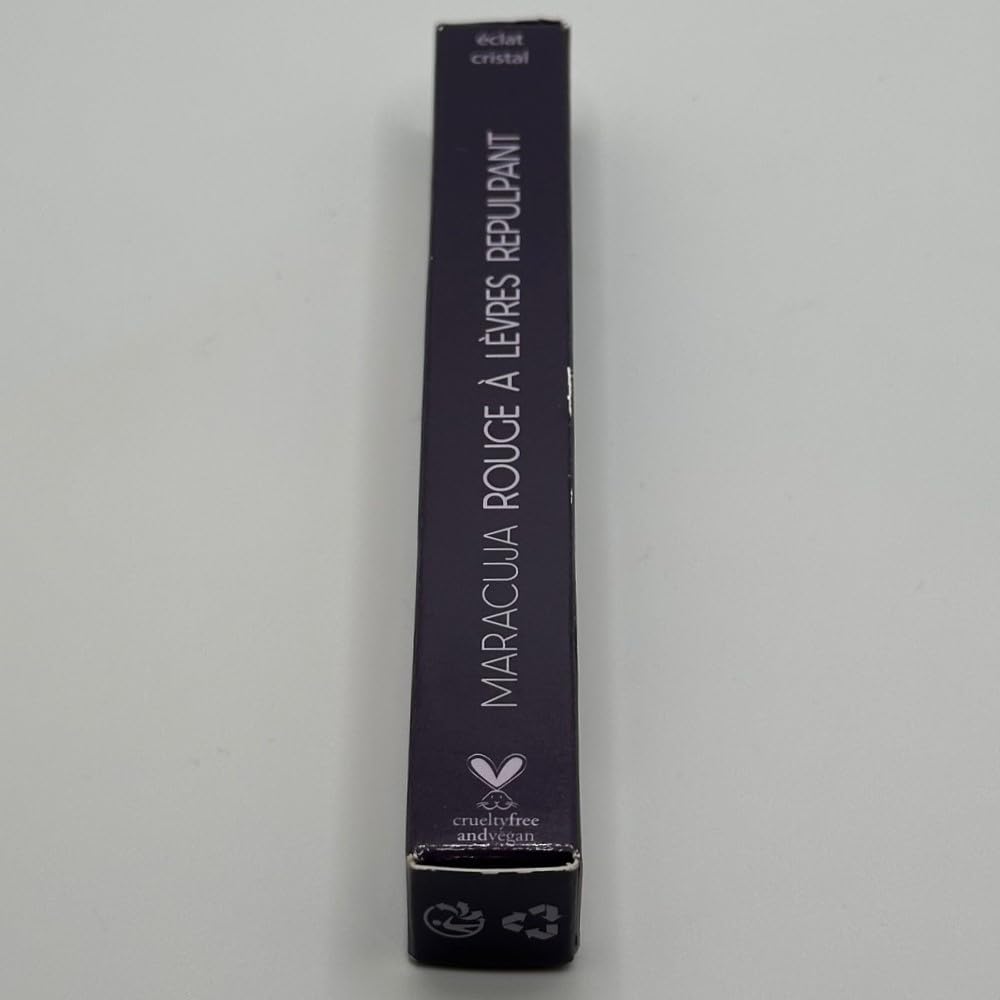 éclat
cristal
MARACUJA ROUGE À LÈVRES REPULPANT
crueltyfree
andvegan